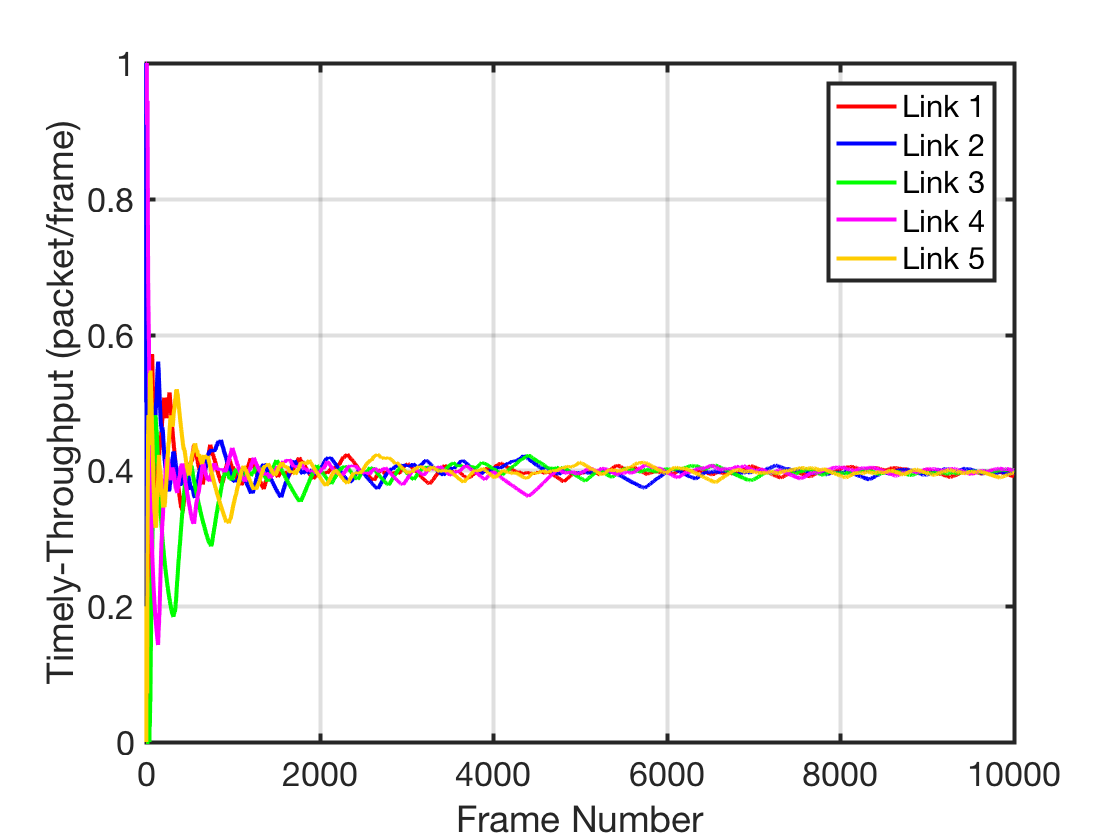 1
0.8
0.6
0.4
0.2
0
Timely-Throughput (packet/frame)
Link 1
Link 2
Link 3
Link 4
Link 5
0 2000 4000 6000 8000 10000
Frame Number